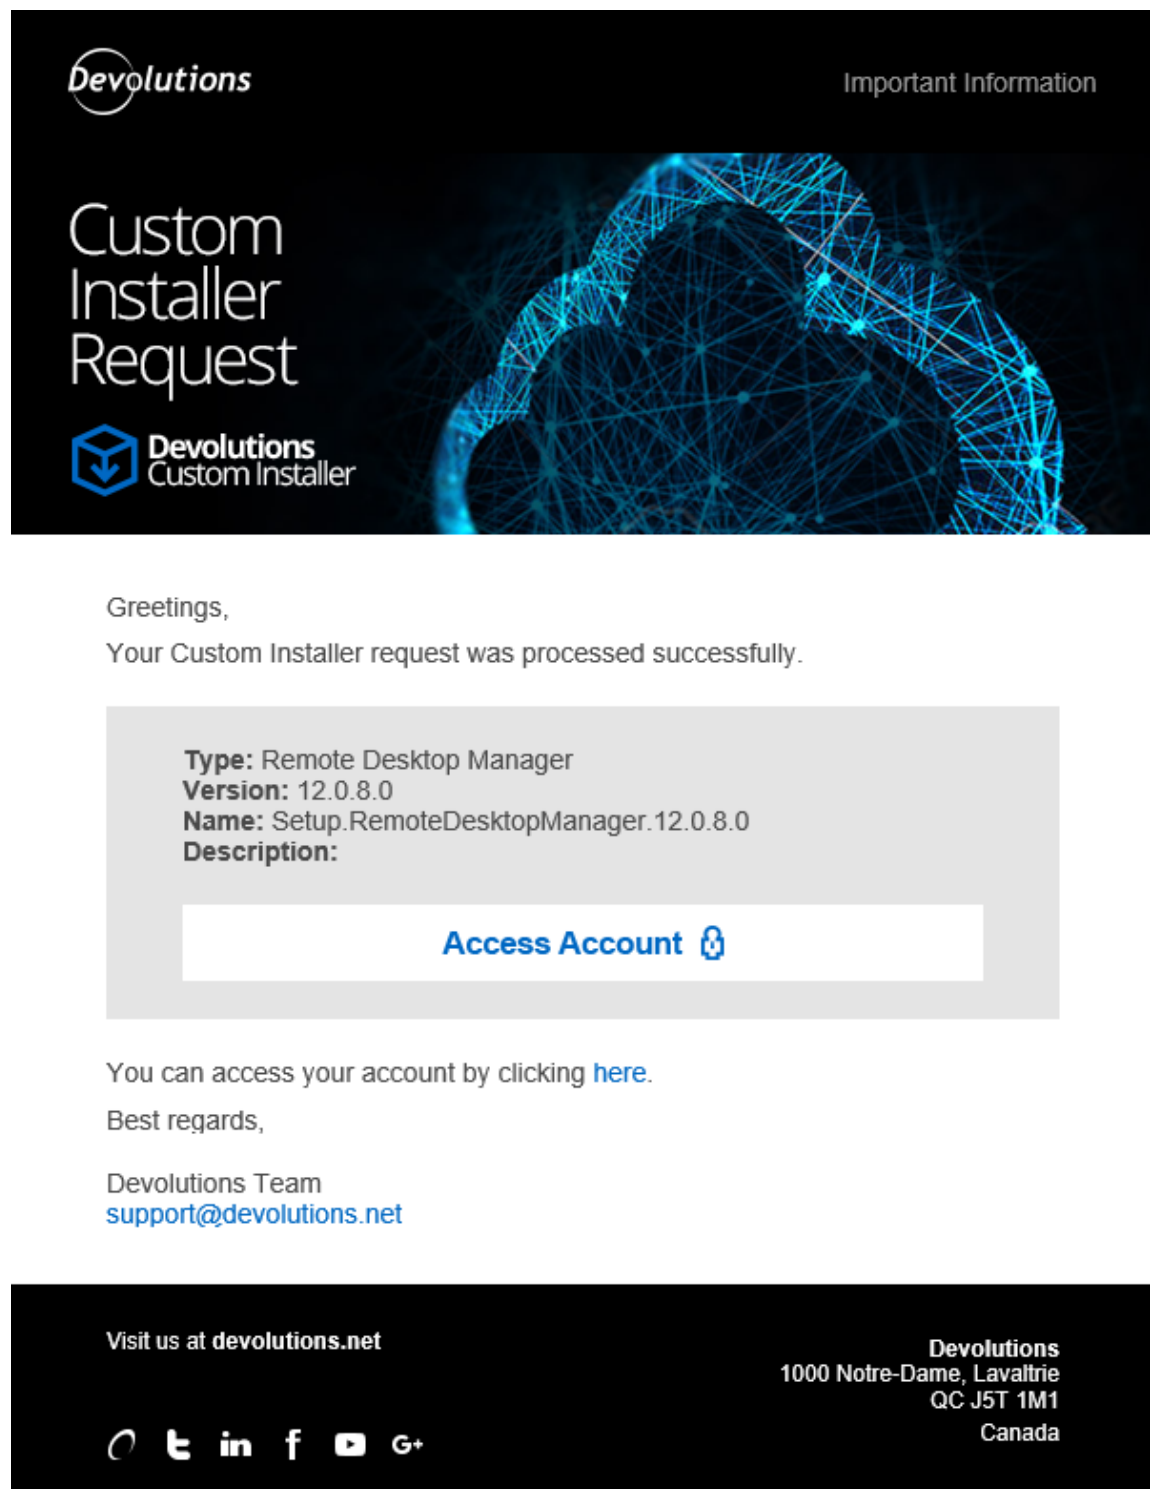 Devolutions
Important Information
Custom
Installer
Request
Devolutions
Custom Installer
Greetings,
Your Custom Installer request was processed successfully.
Type: Remote Desktop Manager
Version: 12.0.8.0
Name: Setup.RemoteDesktopManager.12.0.8.0
Description:
Access Account
You can access your account by clicking here.
Best regards,
Devolutions Team
support@devolutions.net
Visit us at devolutions.net
Devolutions
1000 Notre-Dame, Lavaltrie
QC J5T 1M1
Canada
in f G+